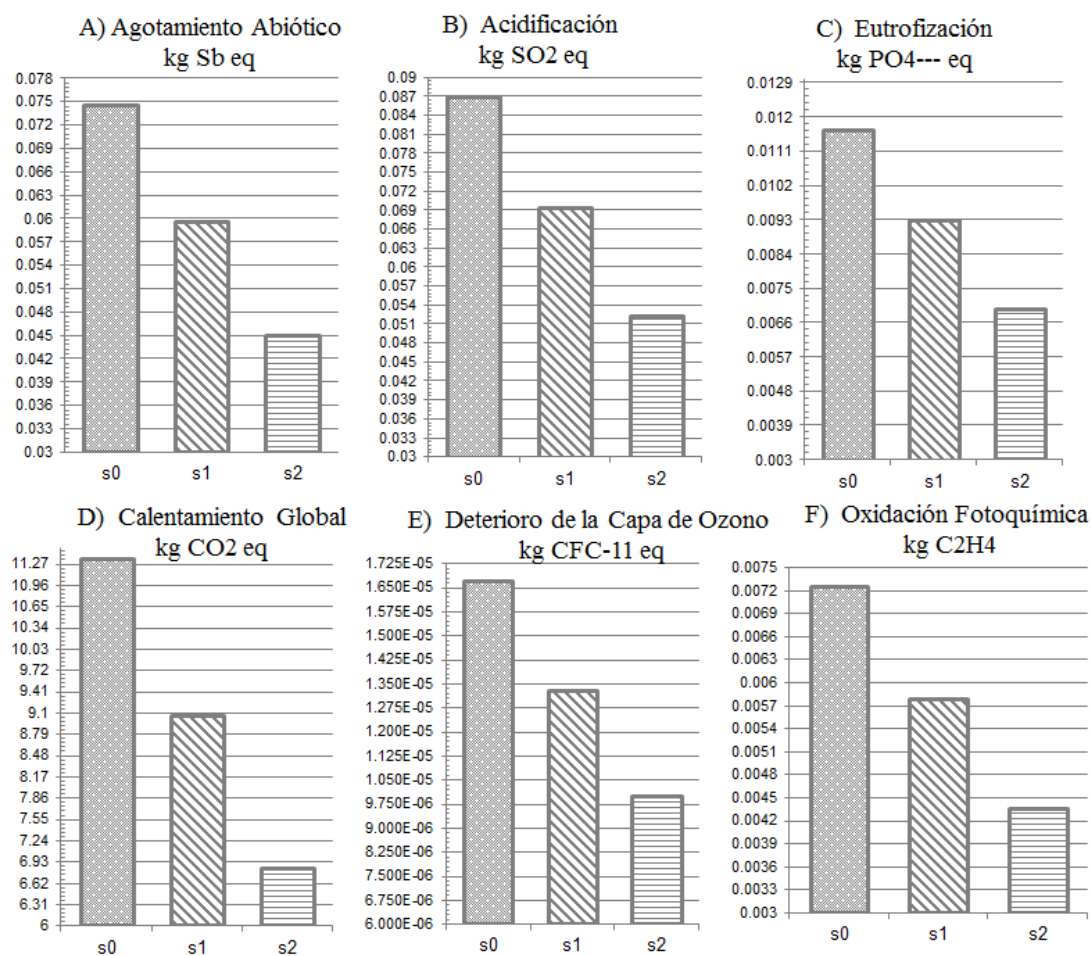 A) Agotamiento Abiótico
kg Sb eq
0.078
0.075
0.072
0.069
0.066
0.063
0.06
0.057
0.054
0.051
0.048
0.045
0.042
0.039
0.036
0.033
0.03
s0 s1 s2
B) Acidificación
kg SO2 eq
0.09
0.087
0.084
0.081
0.078
0.075
0.072
0.069
0.066
0.063
0.06
0.057
0.054
0.051
0.048
0.045
0.042
0.039
0.036
0.033
0.03
s0 s1 s2
C) Eutrofización
kg PO4--- eq
0.0129
0.012
0.0111
0.0102
0.0093
0.0084
0.0075
0.0066
0.0057
0.0048
0.0039
0.003
s0 s1 s2
D) Calentamiento Global
kg CO2 eq
11.27
10.96
10.65
10.34
10.03
9.72
9.41
9.1
8.79
8.48
8.17
7.86
7.55
7.24
6.93
6.62
6.31
6
s0 s1 s2
E) Deterioro de la Capa de Ozono
kg CFC-11 eq
1.725E-05
1.650E-05
1.575E-05
1.500E-05
1.425E-05
1.350E-05
1.275E-05
1.200E-05
1.125E-05
1.050E-05
9.750E-06
9.000E-06
8.250E-06
7.500E-06
6.750E-06
6.000E-06
s0 s1 s2
F) Oxidación Fotoquímica
kg C2H4
0.0075
0.0072
0.0069
0.0066
0.0063
0.006
0.0057
0.0054
0.0051
0.0048
0.0045
0.0042
0.0039
0.0036
0.0033
0.003
s0 s1 s2